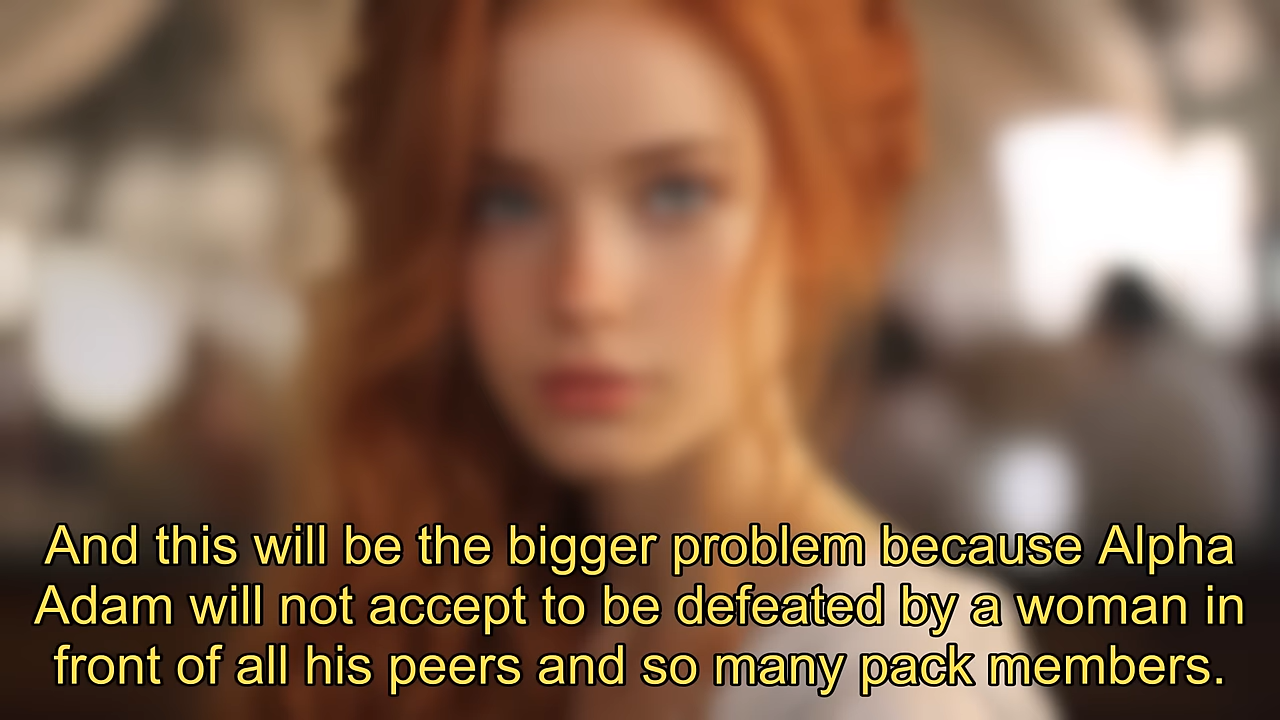 And this will be the bigger problem because Alpha
Adam will not accept to be defeated by a woman in
front of all his peers and so many pack members.